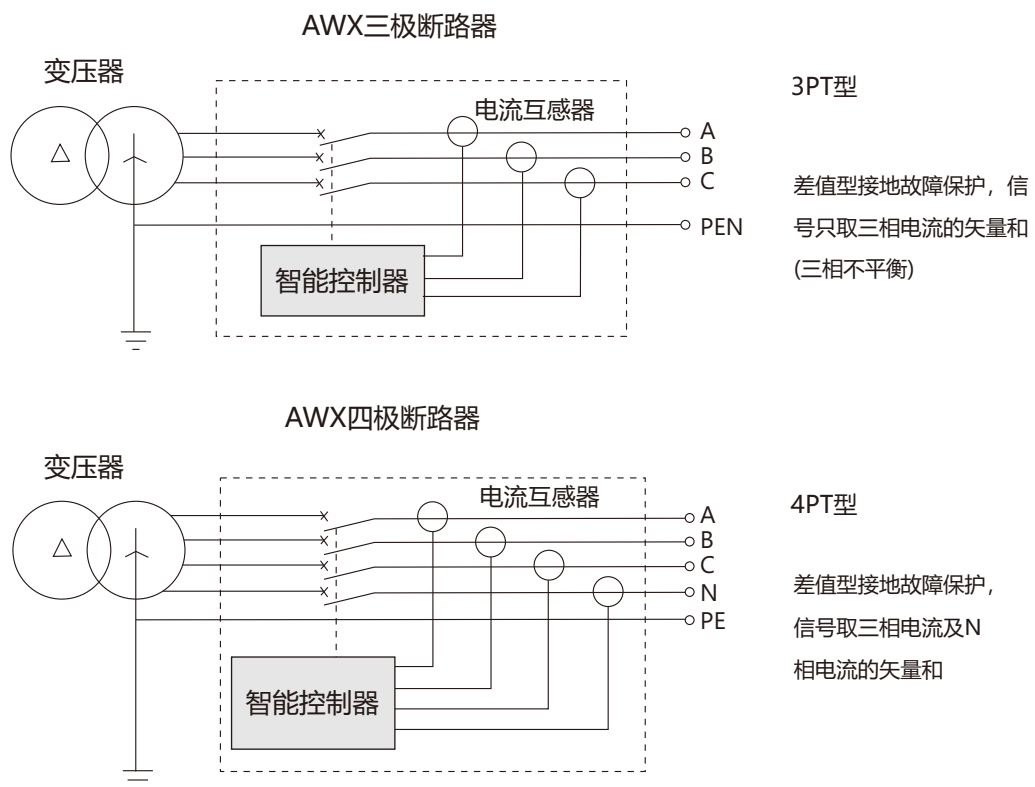 AWX三极断路器
变压器
电流互感器
A
B
C
PEN
智能控制器
3PT型
差值型接地故障保护，信
号只取三相电流的矢量和
(三相不平衡)
AWX四极断路器
变压器
电流互感器
A
B
C
N
PE
智能控制器
4PT型
差值型接地故障保护，
信号取三相电流及N
相电流的矢量和